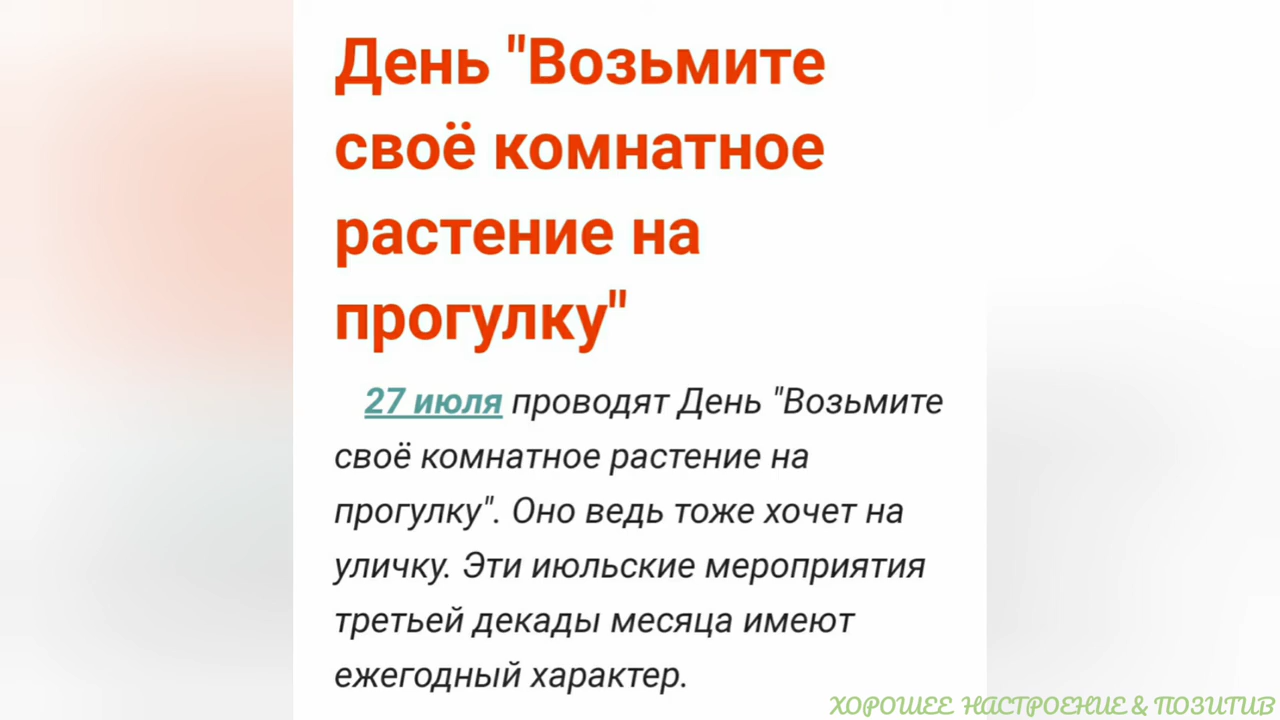 День "Возьмите
своё комнатное
растение на
прогулку"
27 июля проводят День "Возьмите
своё комнатное растение на
прогулку". Оно ведь тоже хочет на
уличку. Эти июльские мероприятия
третьей декады месяца имеют
ежегодный характер.
ХОРОШЕЕ НАСТРОЕНИЕ & ПОЗИТИВ